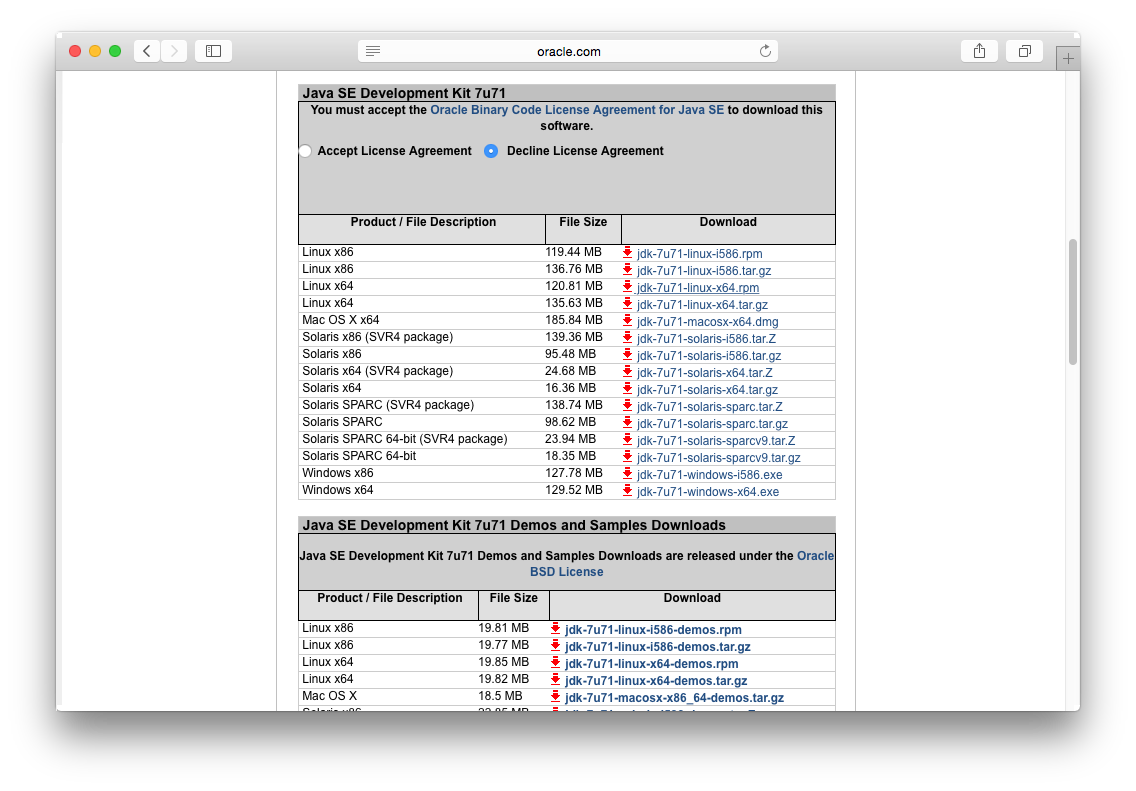 oracle.com
Java SE Development Kit 7u71
You must accept the Oracle Binary Code License Agreement for Java SE to download this
software.
Accept License Agreement Decline License Agreement
Product / File Description File Size Download
Linux x86 119.44 MB jdk-7u71-linux-i586.rpm
Linux x86 136.76 MB jdk-7u71-linux-i586.tar.gz
Linux x64 120.81 MB jdk-7u71-linux-x64.rpm
Linux x64 135.63 MB jdk-7u71-linux-x64.tar.gz
Mac OS X x64 185.84 MB jdk-7u71-macosx-x64.dmg
Solaris x86 (SVR4 package) 139.36 MB jdk-7u71-solaris-i586.tar.Z
Solaris x86 95.48 MB jdk-7u71-solaris-i586.tar.gz
Solaris x64 (SVR4 package) 24.68 MB jdk-7u71-solaris-x64.tar.Z
Solaris x64 16.36 MB jdk-7u71-solaris-x64.tar.gz
Solaris SPARC (SVR4 package) 138.74 MB jdk-7u71-solaris-sparc.tar.Z
Solaris SPARC 98.62 MB jdk-7u71-solaris-sparc.tar.gz
Solaris SPARC 64-bit (SVR4 package) 23.94 MB jdk-7u71-solaris-sparcv9.tar.Z
Solaris SPARC 64-bit 18.35 MB jdk-7u71-solaris-sparcv9.tar.gz
Windows x86 127.78 MB jdk-7u71-windows-i586.exe
Windows x64 129.52 MB jdk-7u71-windows-x64.exe
Java SE Development Kit 7u71 Demos and Samples Downloads
Java SE Development Kit 7u71 Demos and Samples Downloads are released under the Oracle
BSD License
Product / File Description File Size Download
Linux x86 19.81 MB jdk-7u71-linux-i586-demos.rpm
Linux x86 19.77 MB jdk-7u71-linux-i586-demos.tar.gz
Linux x64 19.85 MB jdk-7u71-linux-x64-demos.rpm
Linux x64 19.82 MB jdk-7u71-linux-x64-demos.tar.gz
Mac OS X 18.5 MB jdk-7u71-macosx-x86_64-demos.tar.gz